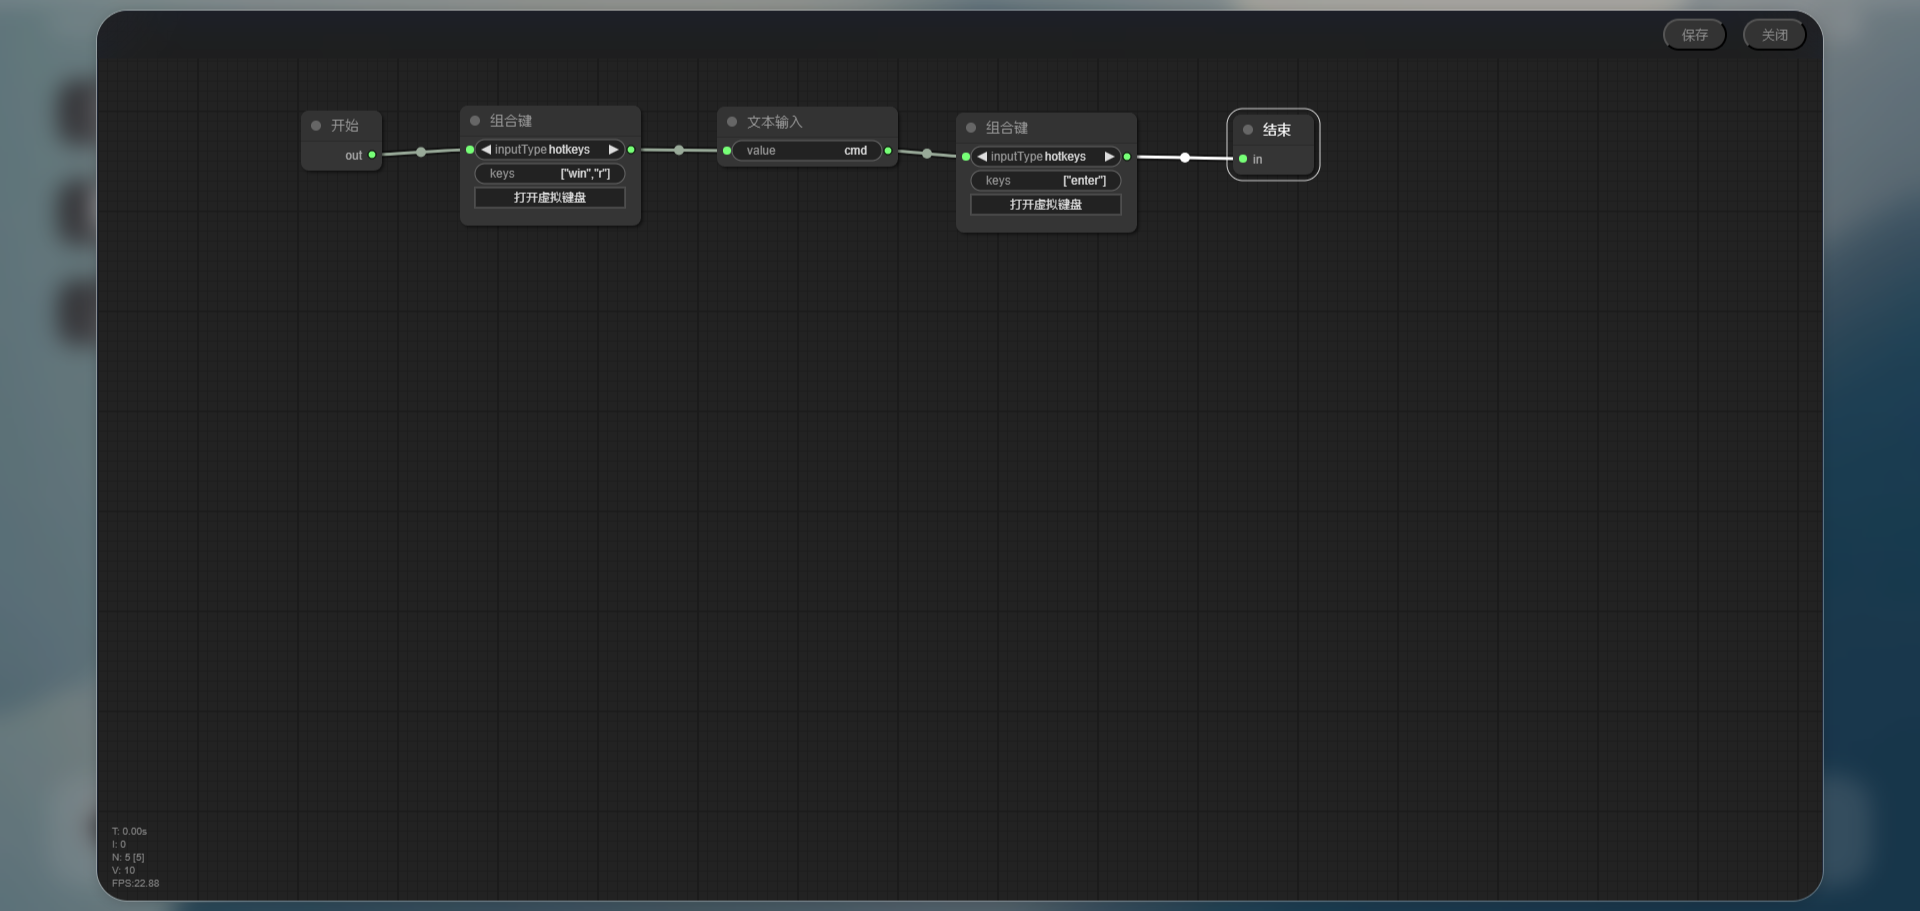 保存
关闭
开始
out
组合键
inputType hotkeys
keys ["win","r"]
打开虚拟键盘
文本输入
value cmd
组合键
inputType hotkeys
keys ["enter"]
打开虚拟键盘
结束
in
T: 0.00s
I: 0
N: 5 [5]
V: 10
FPS:22.88